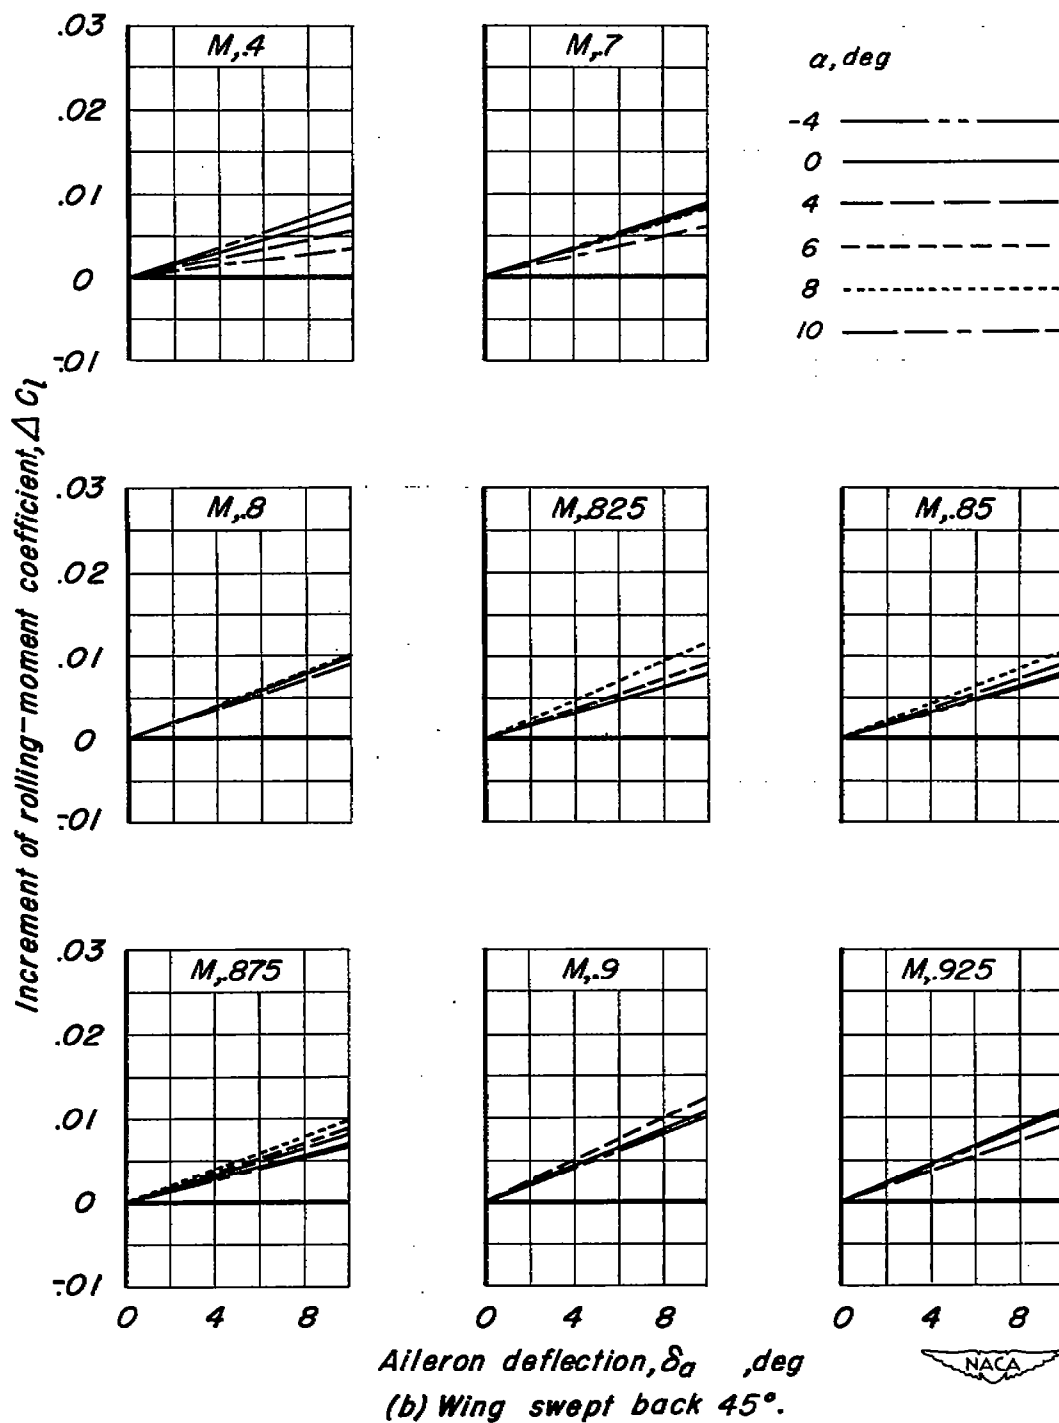 .03
M,.4
M,.7
α,deg
.02
-4
0
.01
4
6
0
8
10
-.01
Increment of rolling-moment coefficient,ΔCl
.03
M,.8
M,.825
M,.85
.02
.01
0
-.01
.03
M,.875
M,.9
M,.925
.02
.01
0
-.01
0 4 8 0 4 8 0 4 8
Aileron deflection,δa ,deg
NACA
(b) Wing swept back 45°.